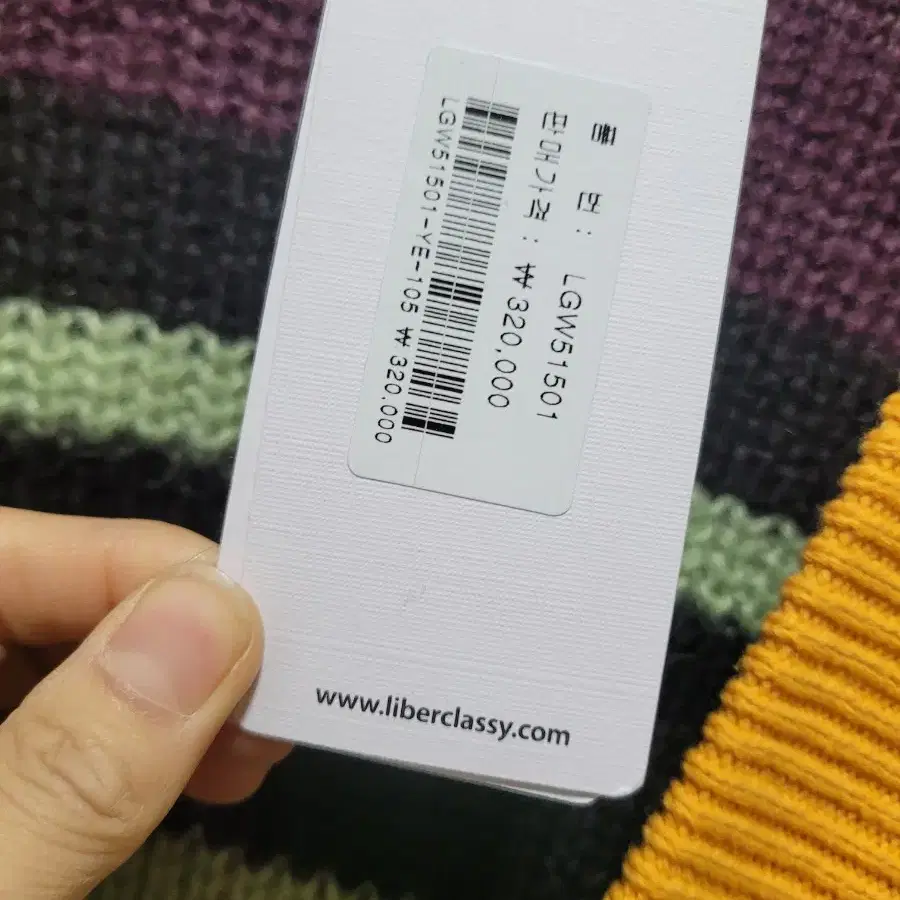 품 번 : LGW51501
판매가격 : ₩ 320,000
LGW51501-YE-105 ₩ 320,000
www.liberclassy.com